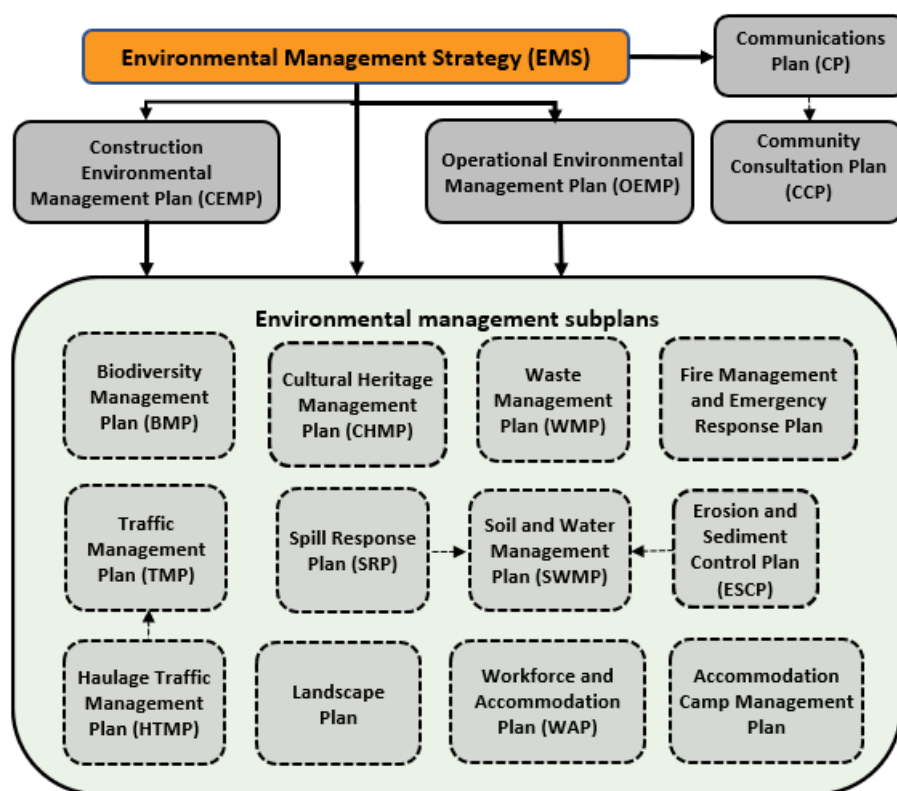 Environmental Management Strategy (EMS)
Communications
Plan (CP)
Construction
Environmental
Management Plan (CEMP)
Operational Environmental
Management Plan (OEMP)
Community
Consultation Plan
(CCP)
Environmental management subplans
Biodiversity
Management
Plan (BMP)
Cultural Heritage
Management
Plan (CHMP)
Waste
Management
Plan (WMP)
Fire Management
and Emergency
Response Plan
Traffic
Management
Plan (TMP)
Spill Response
Plan (SRP)
Soil and Water
Management
Plan (SWMP)
Erosion and
Sediment
Control Plan
(ESCP)
Haulage Traffic
Management
Plan (HTMP)
Landscape
Plan
Workforce and
Accommodation
Plan (WAP)
Accommodation
Camp Management
Plan